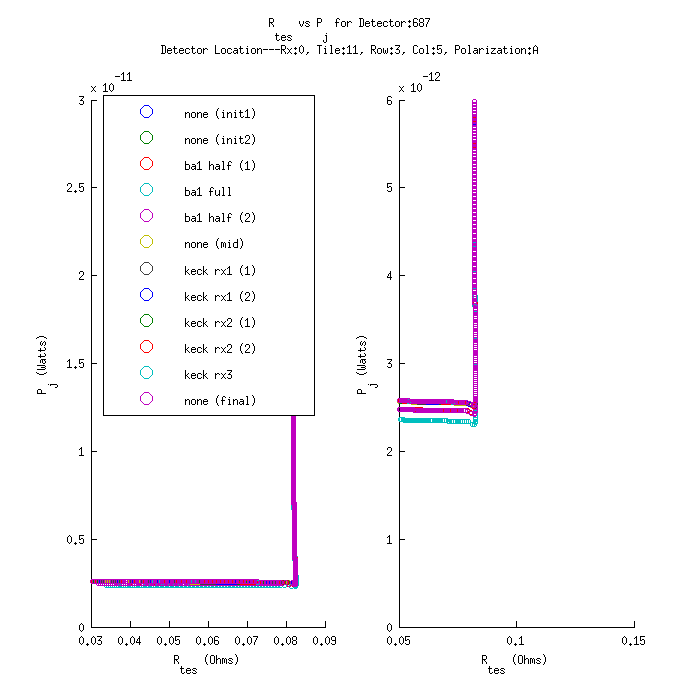 R tes vs P j for Detector:687
Detector Location---Rx:0, Tile:11, Row:3, Col:5, Polarization:A
x 10 -11
x 10 -12
3
2.5
2
1.5
1
0.5
0
P j (Watts)
0.03 0.04 0.05 0.06 0.07 0.08 0.09
R tes (Ohms)
none (init1)
none (init2)
ba1 half (1)
ba1 full
ba1 half (2)
none (mid)
keck rx1 (1)
keck rx1 (2)
keck rx2 (1)
keck rx2 (2)
keck rx3
none (final)
6
5
4
3
2
1
0
P j (Watts)
0.05 0.1 0.15
R tes (Ohms)